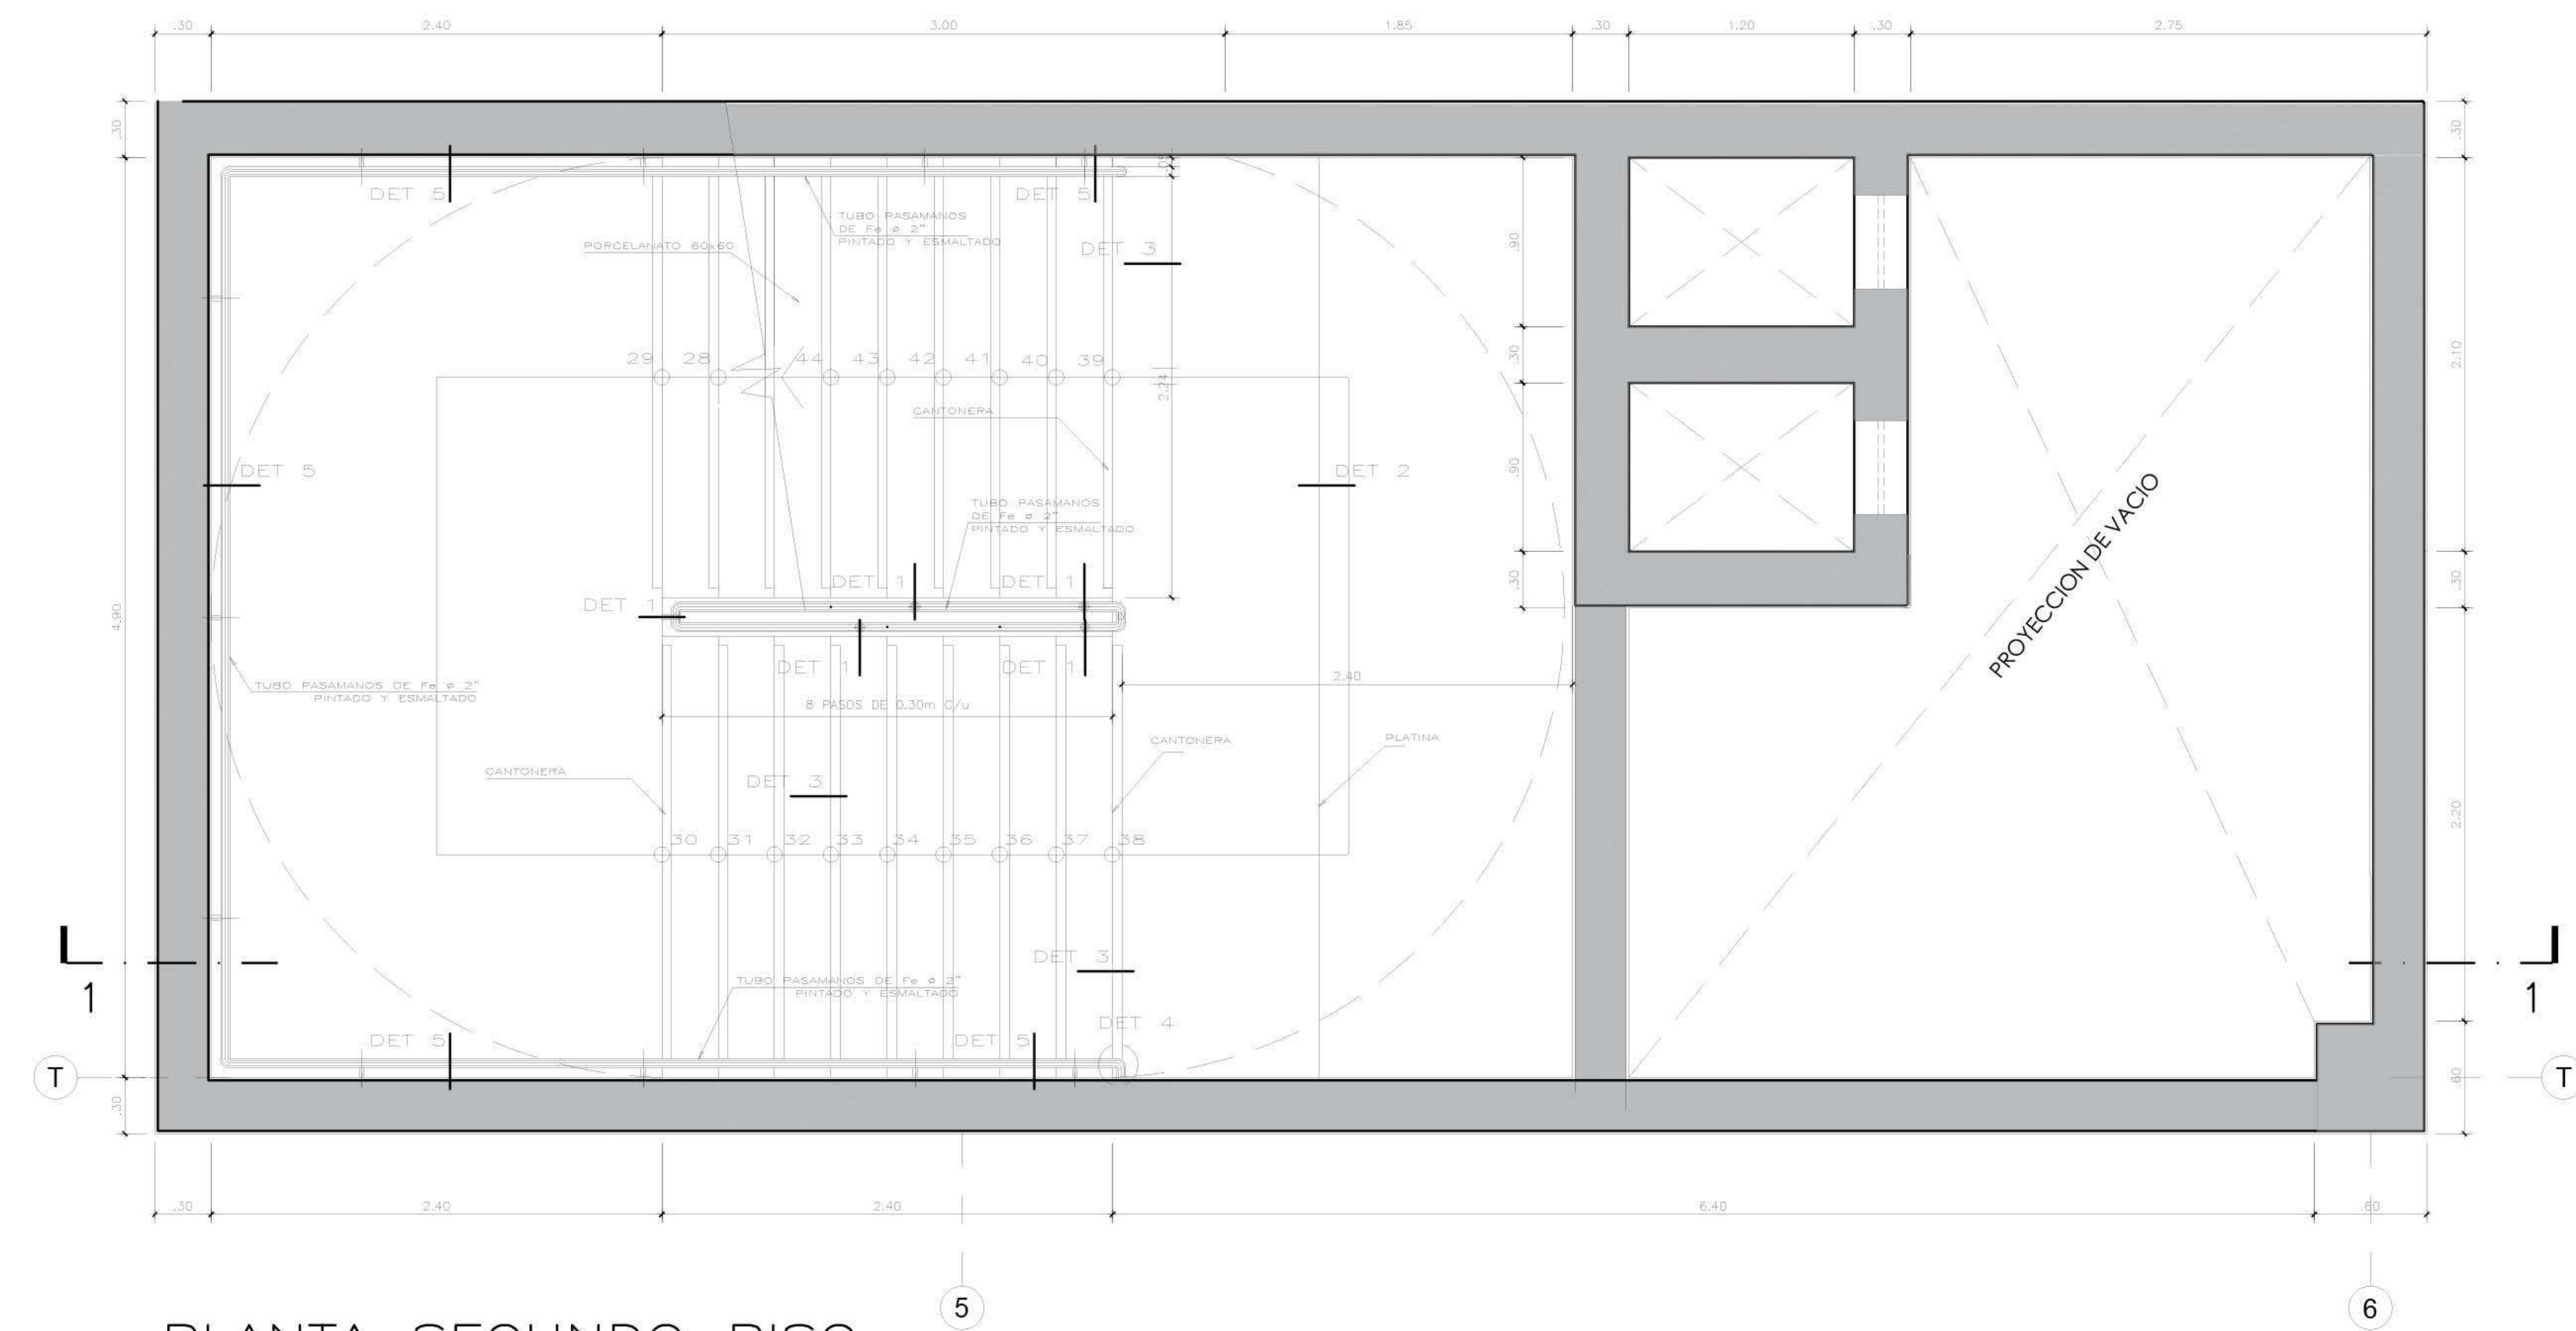 .30 2.40 3.00 1.85 .30 1.20 .30 2.75
.30
.30
DET 5
DET 5
TUBO PASAMANOS
DE Fe ø 2"
PINTADO Y ESMALTADO
PORCELANATO 60x60
DET 3
.90
29 28 44 43 42 41 40 39
.30
2.10
2.24
CANTONERA
DET 5
DET 2
.90
TUBO PASAMANOS
DE Fe ø 2"
PINTADO Y ESMALTADO
PROYECCION DE VACIO
DET 1
DET 1
.30
.30
DET 1
4.90
DET 1
DET 1
2.40
TUBO PASAMANOS DE Fe ø 2"
PINTADO Y ESMALTADO
8 PASOS DE 0.30m C/u
CANTONERA
PLATINA
CANTONERA
DET 3
2.20
30 31 32 33 34 35 36 37 38
DET 3
TUBO PASAMANOS DE Fe ø 2"
PINTADO Y ESMALTADO
1
1
DET 4
DET 5
DET 5
T
T
.60
.30
.30 2.40 2.40 6.40 .60
5
6
PLANTA SEGUNDO PISO